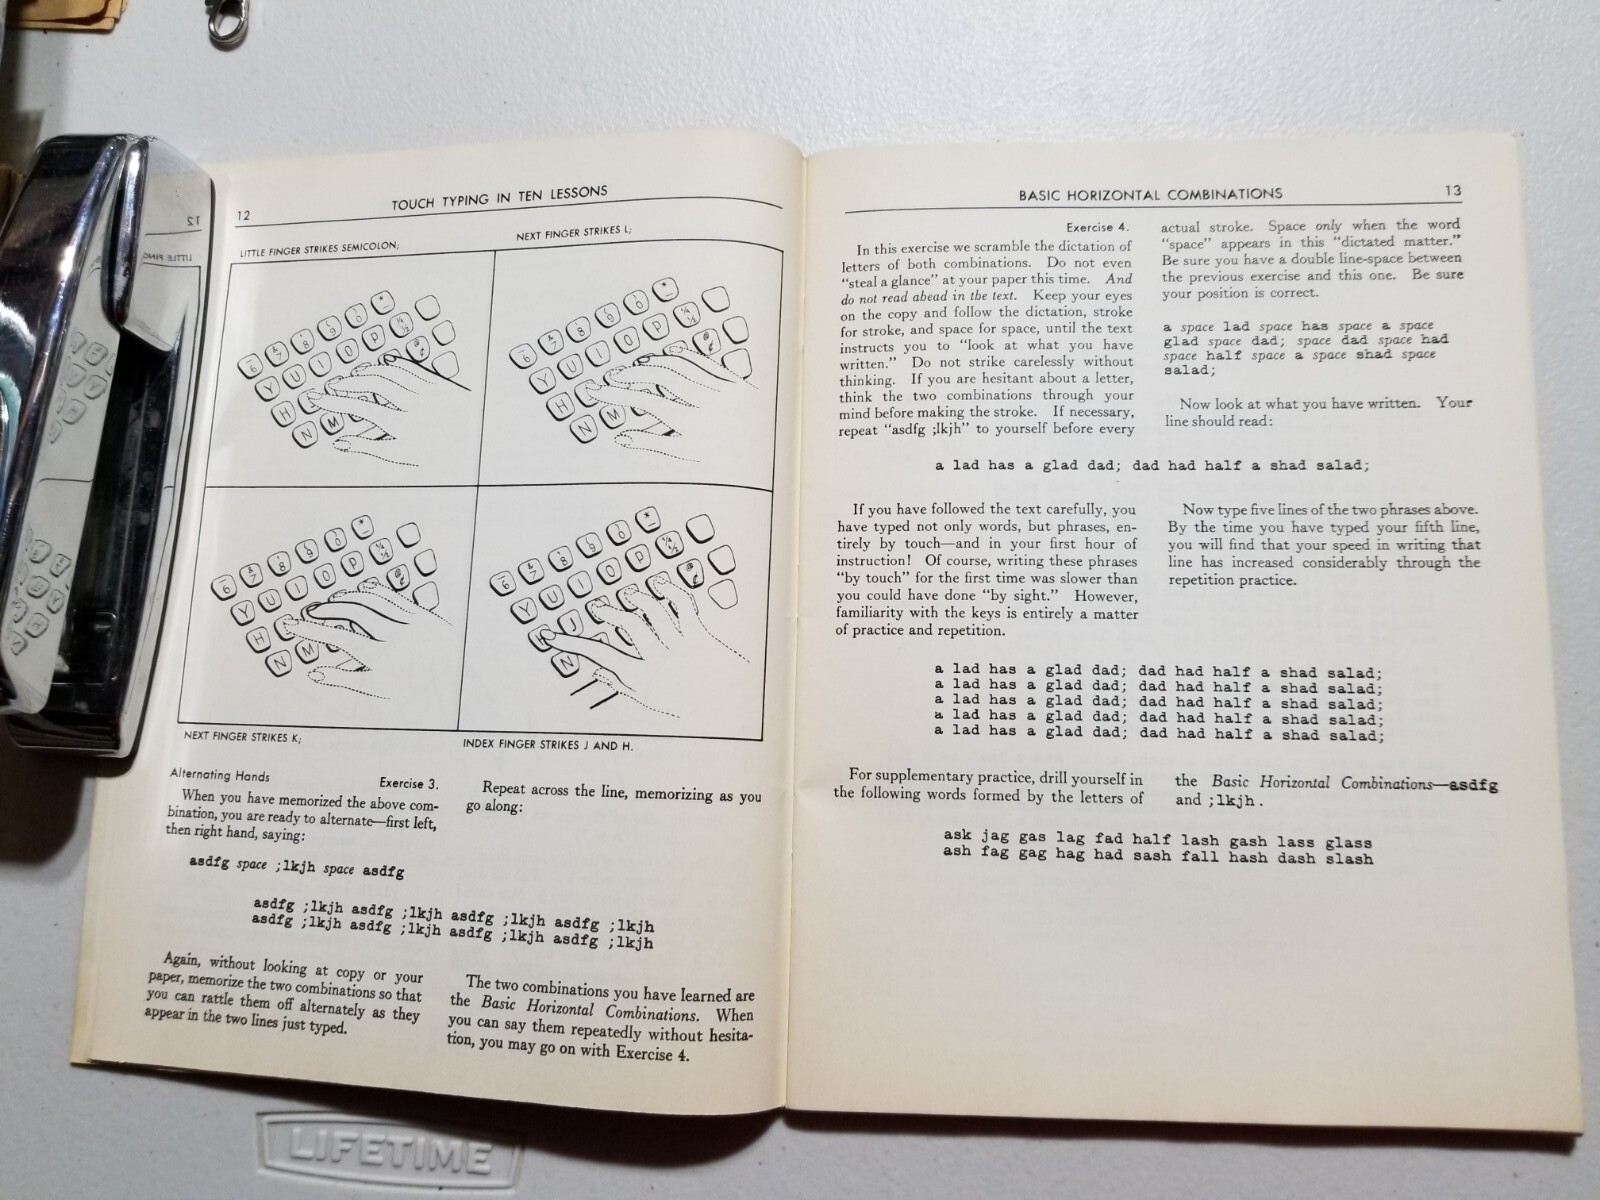 12
TOUCH TYPING IN TEN LESSONS
LITTLE FINGER STRIKES SEMICOLON;
NEXT FINGER STRIKES L;
NEXT FINGER STRIKES K;
INDEX FINGER STRIKES J AND H.
Alternating Hands
Exercise 3.
When you have memorized the above com-
bination, you are ready to alternate—first left,
then right hand, saying:
asdfg space ;lkjh space asdfg
Repeat across the line, memorizing as you
go along:
asdfg ;lkjh asdfg ;lkjh asdfg ;lkjh asdfg ;lkjh
asdfg ;lkjh asdfg ;lkjh asdfg ;lkjh asdfg ;lkjh
Again, without looking at copy or your
paper, memorize the two combinations so that
you can rattle them off alternately as they
appear in the two lines just typed.
The two combinations you have learned are
the Basic Horizontal Combinations. When
you can say them repeatedly without hesita-
tion, you may go on with Exercise 4.
BASIC HORIZONTAL COMBINATIONS
13
Exercise 4.
In this exercise we scramble the dictation of
letters of both combinations. Do not even
“steal a glance” at your paper this time. And
do not read ahead in the text. Keep your eyes
on the copy and follow the dictation, stroke
for stroke, and space for space, until the text
instructs you to “look at what you have
written.” Do not strike carelessly without
thinking. If you are hesitant about a letter,
think the two combinations through your
mind before making the stroke. If necessary,
repeat “asdfg ;lkjh” to yourself before every
actual stroke. Space only when the word
“space” appears in this “dictated matter.”
Be sure you have a double line-space between
the previous exercise and this one. Be sure
your position is correct.
a space lad space has space a space
glad space dad; space dad space had
space half space a space shad space
salad;
Now look at what you have written. Your
line should read:
a lad has a glad dad; dad had half a shad salad;
If you have followed the text carefully, you
have typed not only words, but phrases, en-
tirely by touch—and in your first hour of
instruction! Of course, writing these phrases
“by touch” for the first time was slower than
you could have done “by sight.” However,
familiarity with the keys is entirely a matter
of practice and repetition.
Now type five lines of the two phrases above.
By the time you have typed your fifth line,
you will find that your speed in writing that
line has increased considerably through the
repetition practice.
a lad has a glad dad; dad had half a shad salad;
a lad has a glad dad; dad had half a shad salad;
a lad has a glad dad; dad had half a shad salad;
a lad has a glad dad; dad had half a shad salad;
a lad has a glad dad; dad had half a shad salad;
For supplementary practice, drill yourself in
the following words formed by the letters of
the Basic Horizontal Combinations—asdfg
and ;lkjh.
ask jag gas lag fad half lash gash lass glass
ash fag gag hag had sash fall hash dash slash
LIFETIME